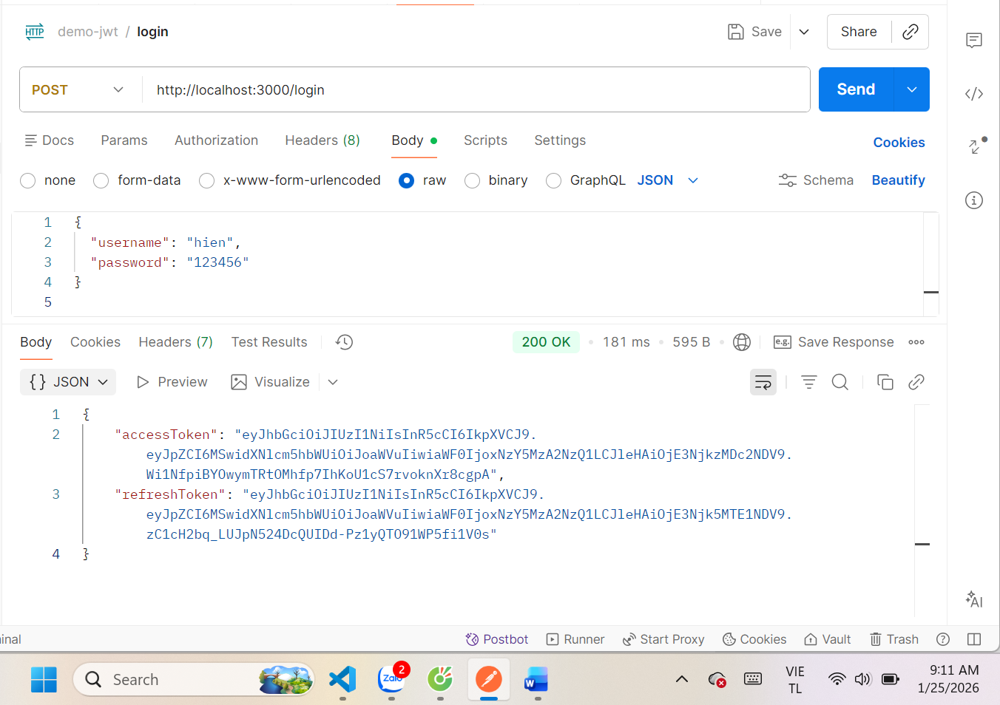 HTTP demo-jwt / login Save Share
POST http://localhost:3000/login Send
Docs Params Authorization Headers (8) Body Scripts Settings Cookies
none form-data x-www-form-urlencoded raw binary GraphQL JSON Schema Beautify
1 {
2 "username": "hien",
3 "password": "123456"
4 }
5
Body Cookies Headers (7) Test Results 200 OK • 181 ms • 595 B • e.g. Save Response
{} JSON Preview Visualize
1 {
2 "accessToken": "eyJhbGciOiJIUzI1NiIsInR5cCI6IkpXVCJ9.
eyJpZCI6MSwidXNlcm5hbWUiOiJoaWVuIiwiaWF0IjoxNzY5MzA2NzQ1LCJleHAiOjE3NjkzMDc2NDV9.
Wi1NfpiBYOwymTRtOMhfp7IhKoU1cS7rvoknXr8cgpA",
3 "refreshToken": "eyJhbGciOiJIUzI1NiIsInR5cCI6IkpXVCJ9.
eyJpZCI6MSwidXNlcm5hbWUiOiJoaWVuIiwiaWF0IjoxNzY5MzA2NzQ1LCJleHAiOjE3Njk5MTE1NDV9.
zC1cH2bq_LUJpN524DcQUIDd-Pz1yQTO91WP5fi1V0s"
4 }
AI
inal Postbot Runner Start Proxy Cookies Vault Trash
Search Zalo 2 W VIE 9:11 AM
TL 1/25/2026